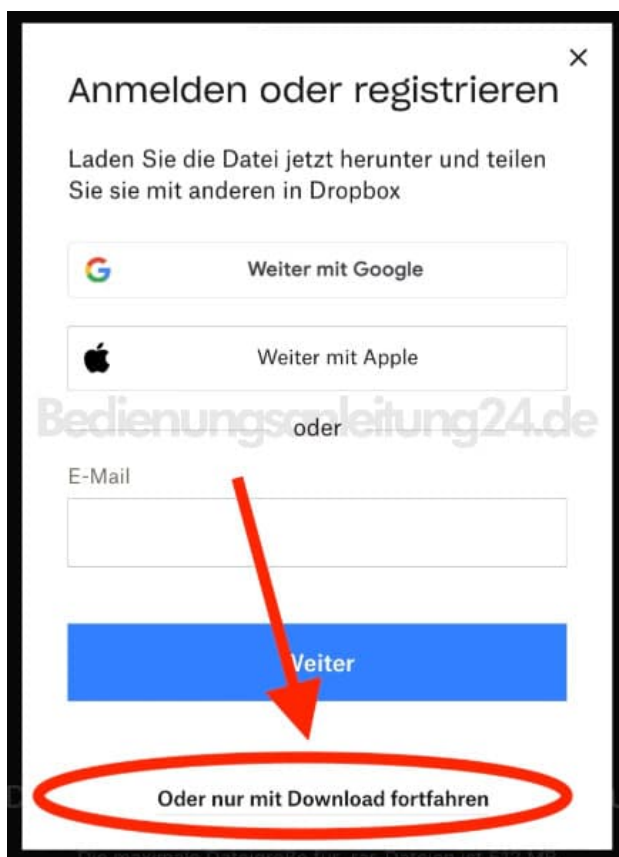 Anmelden oder registrieren
Laden Sie die Datei jetzt herunter und teilen
Sie sie mit anderen in Dropbox
Weiter mit Google
Weiter mit Apple
Bedienungsanleitung24.de
oder
E-Mail
Weiter
Oder nur mit Download fortfahren